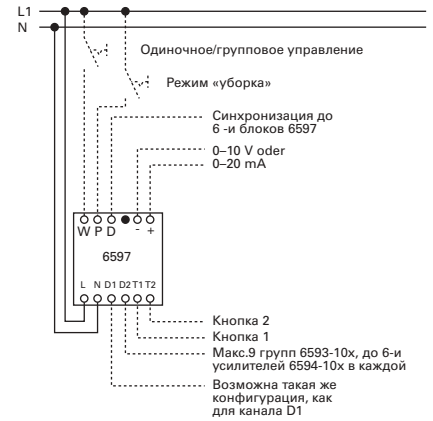 L1
N
Одиночное/групповое управление
Режим «уборка»
Синхронизация до
6 -и блоков 6597
0–10 V oder
0–20 mA
W P D - +
6597
L N D1 D2 T1 T2
Кнопка 2
Кнопка 1
Макс.9 групп 6593-10x, до 6-и
усилителей 6594-10x в каждой
Возможна такая же
конфигурация, как
для канала D1